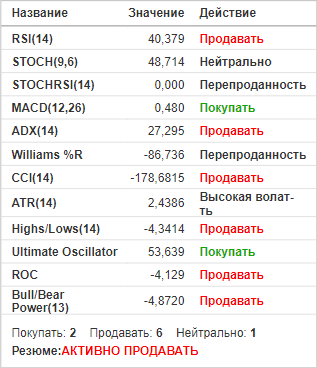 Название Значение Действие
RSI(14) 40,379 Продавать
STOCH(9,6) 48,714 Нейтрально
STOCHRSI(14) 0,000 Перепроданность
MACD(12,26) 0,480 Покупать
ADX(14) 27,295 Продавать
Williams %R -86,736 Перепроданность
CCI(14) -178,6815 Продавать
ATR(14) 2,4386 Высокая волат-
ть
Highs/Lows(14) -4,3414 Продавать
Ultimate Oscillator 53,639 Покупать
ROC -4,129 Продавать
Bull/Bear
Power(13) -4,8720 Продавать
Покупать: 2 Продавать: 6 Нейтрально: 1
Резюме:АКТИВНО ПРОДАВАТЬ